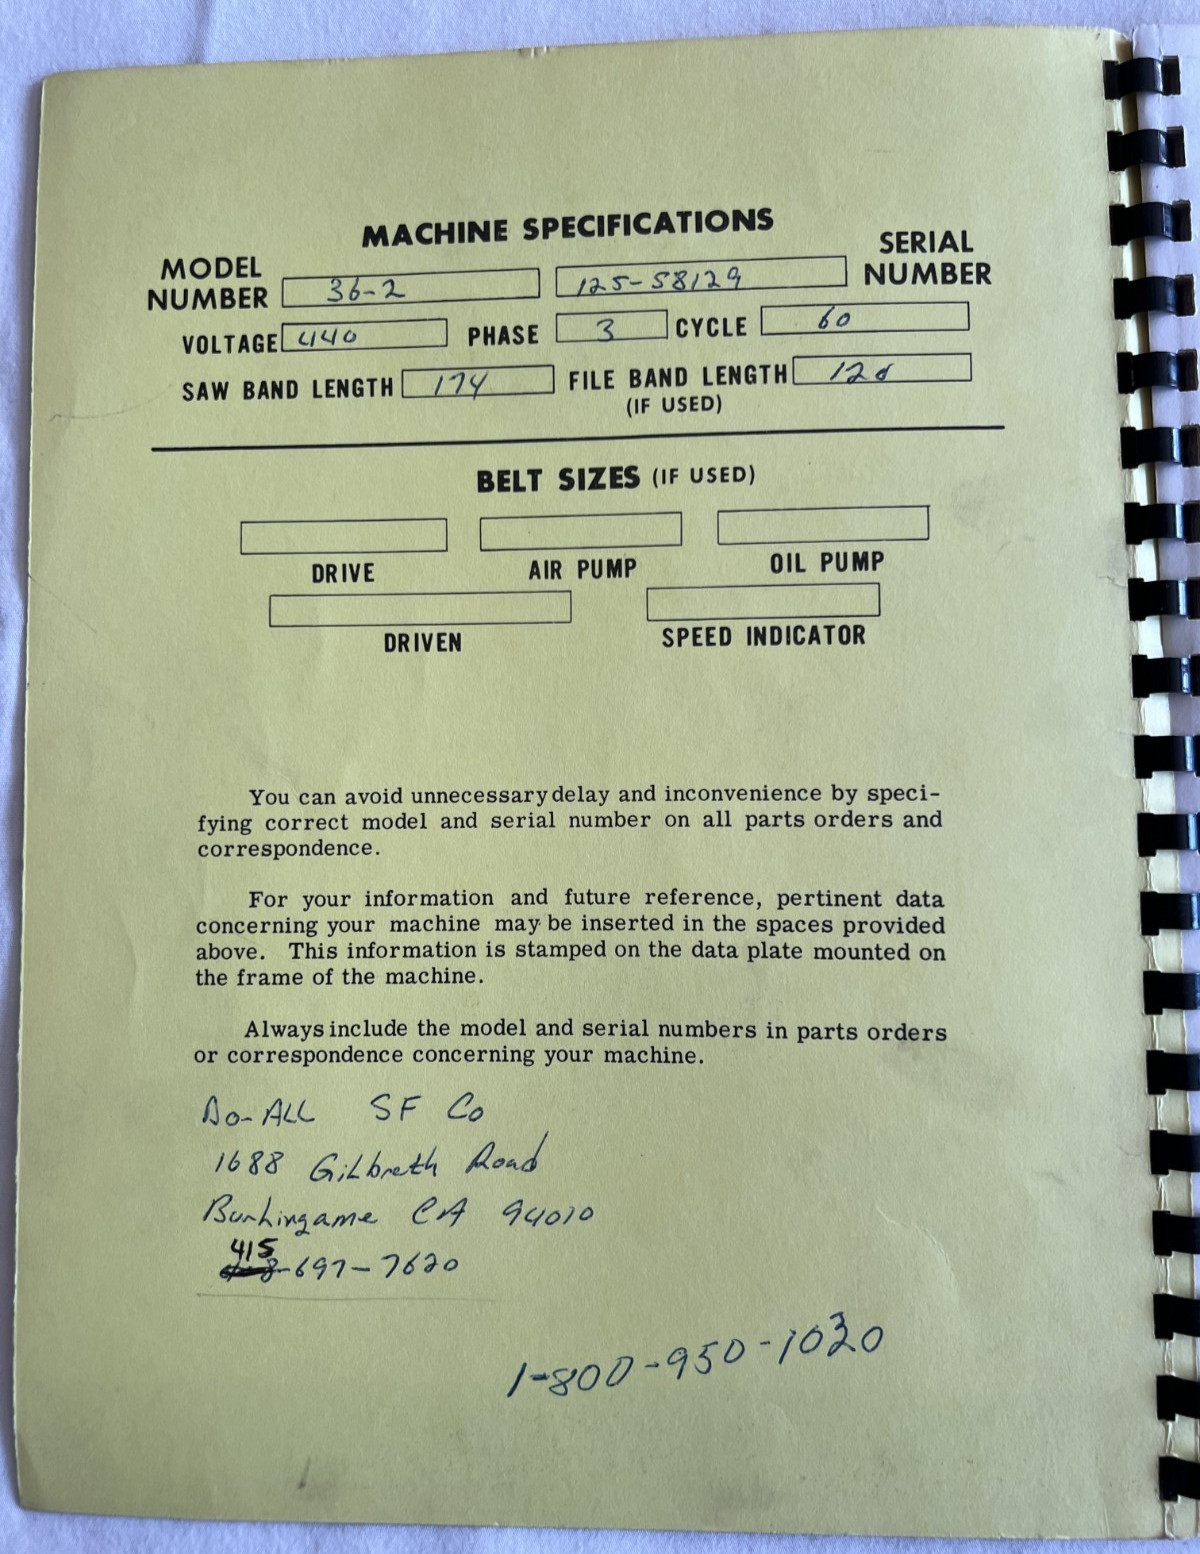 MACHINE SPECIFICATIONS
MODEL NUMBER 36-2 125-58129 SERIAL NUMBER
VOLTAGE 440 PHASE 3 CYCLE 60
SAW BAND LENGTH 174 FILE BAND LENGTH
(IF USED)
BELT SIZES (IF USED)
DRIVE AIR PUMP OIL PUMP
DRIVEN SPEED INDICATOR
You can avoid unnecessary delay and inconvenience by speci-
fying correct model and serial number on all parts orders and
correspondence.
For your information and future reference, pertinent data
concerning your machine may be inserted in the spaces provided
above. This information is stamped on the data plate mounted on
the frame of the machine.
Always include the model and serial numbers in parts orders
or correspondence concerning your machine.
Do-ALL SF Co
1688 Gilbreth Road
Burlingame CA 94010
415-697-7620
1-800-950-1030